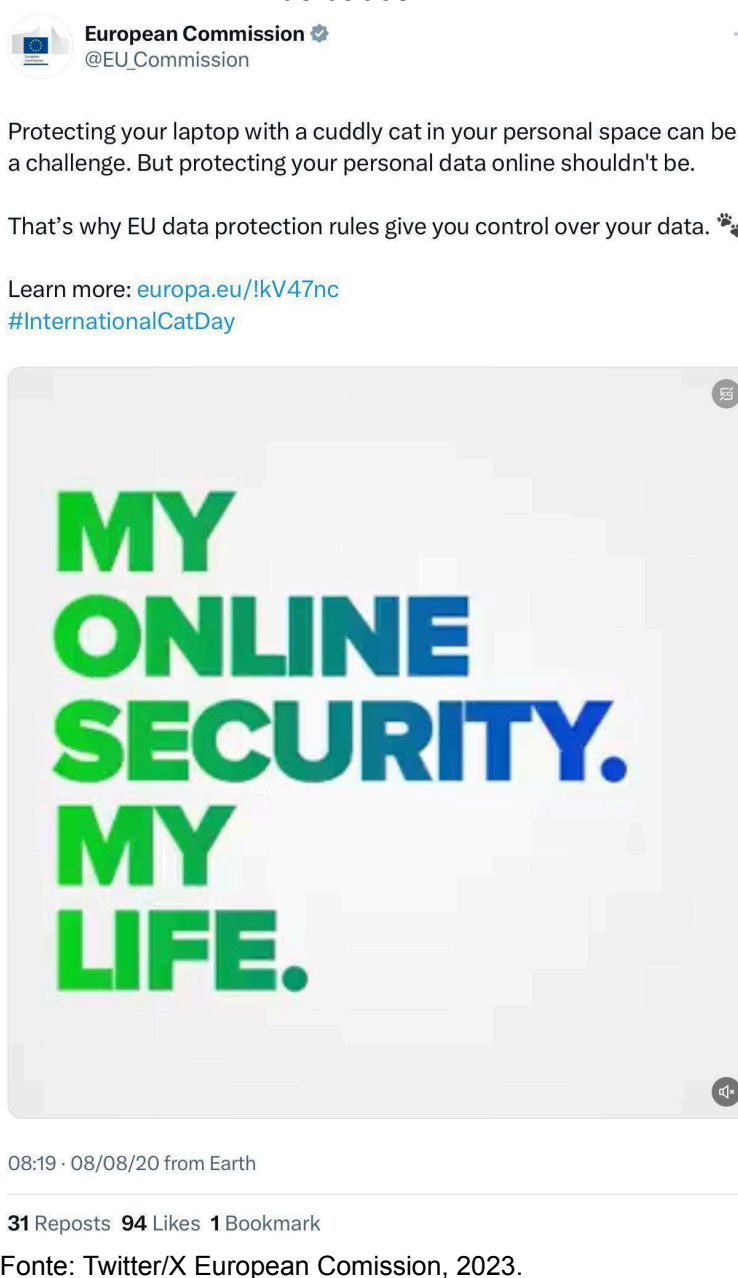 European Commission
@EU_Commission
Protecting your laptop with a cuddly cat in your personal space can be
a challenge. But protecting your personal data online shouldn't be.
That’s why EU data protection rules give you control over your data.
Learn more: europa.eu/!kV47nc
#InternationalCatDay
MY
ONLINE
SECURITY.
MY
LIFE.
08:19 · 08/08/20 from Earth
31 Reposts 94 Likes 1 Bookmark
Fonte: Twitter/X European Comission, 2023.